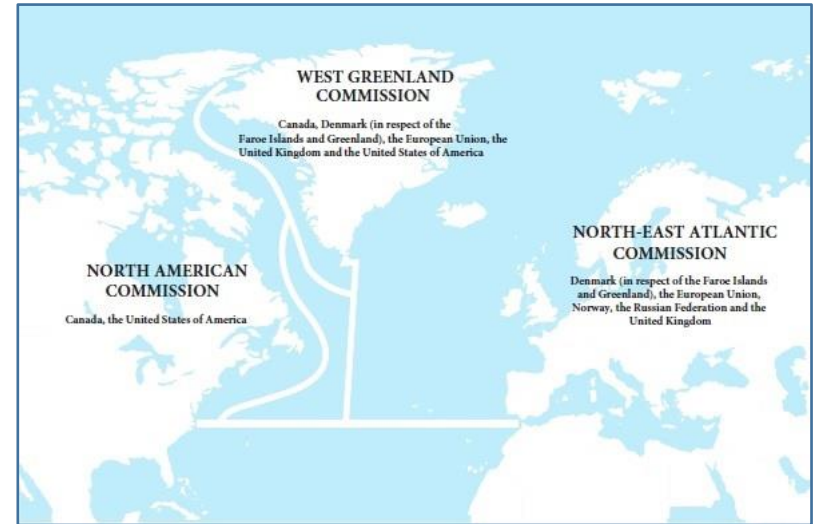 WEST GREENLAND
COMMISSION
Canada, Denmark (in respect of the
Faroe Islands and Greenland), the European Union, the
United Kingdom and the United States of America
NORTH-EAST ATLANTIC
COMMISSION
Denmark (in respect of the Faroe Islands
and Greenland), the European Union,
Norway, the Russian Federation and the
United Kingdom
NORTH AMERICAN
COMMISSION
Canada, the United States of America